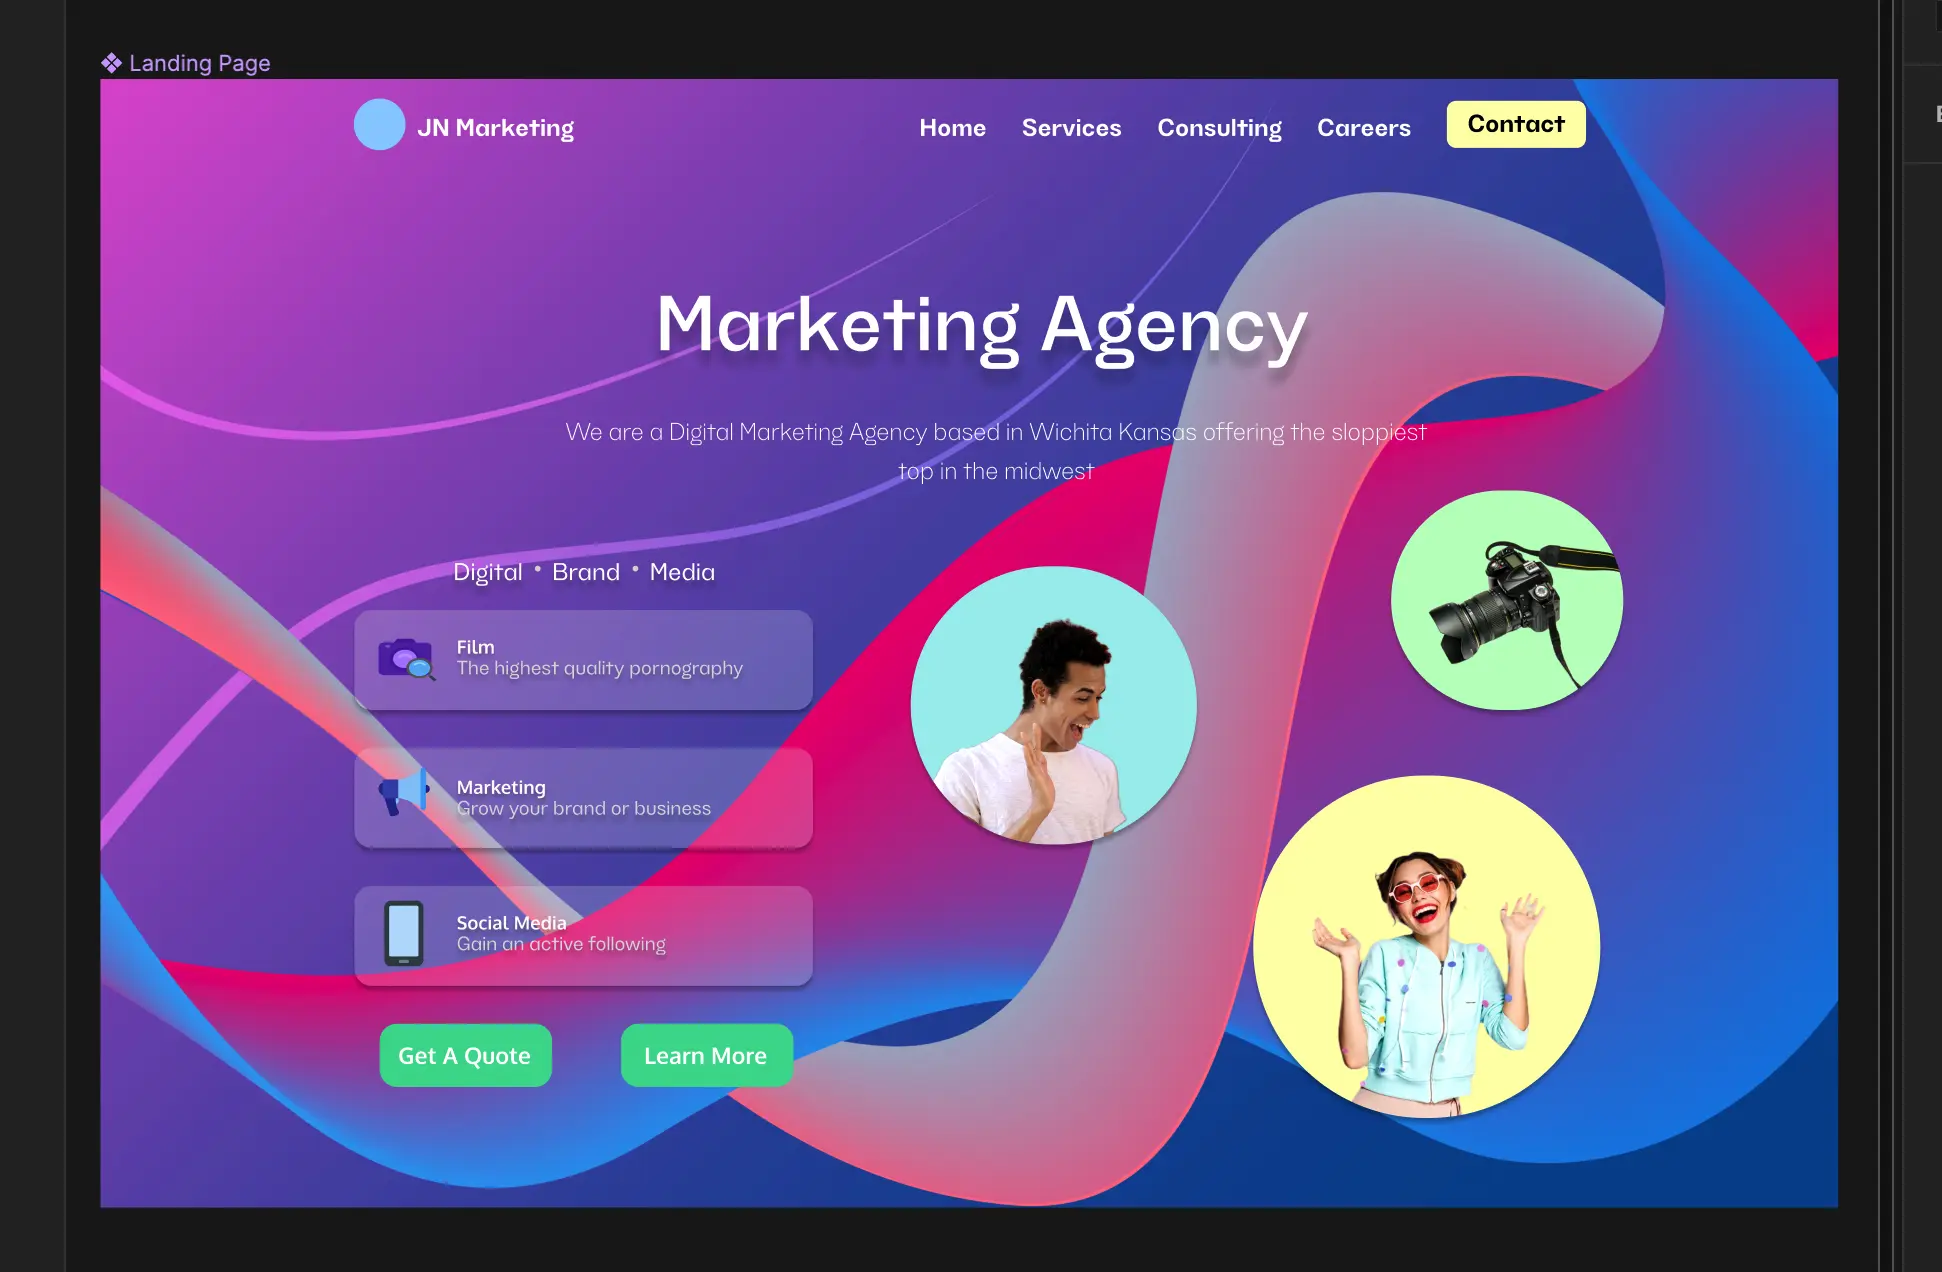 Landing Page
JN Marketing
Home Services Consulting Careers Contact
Marketing Agency
We are a Digital Marketing Agency based in Wichita Kansas offering the sloppiest
top in the midwest
Digital • Brand • Media
Film
The highest quality pornography
Marketing
Grow your brand or business
Social Media
Gain an active following
Get A Quote Learn More